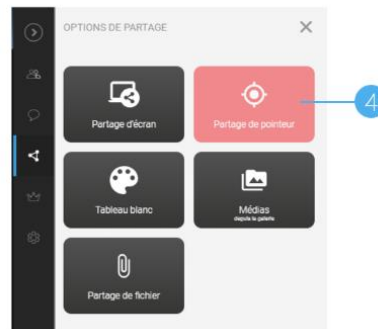 OPTIONS DE PARTAGE
Partage d'écran
Partage de pointeur
4
Tableau blanc
Médias
depuis la galerie
Partage de fichier